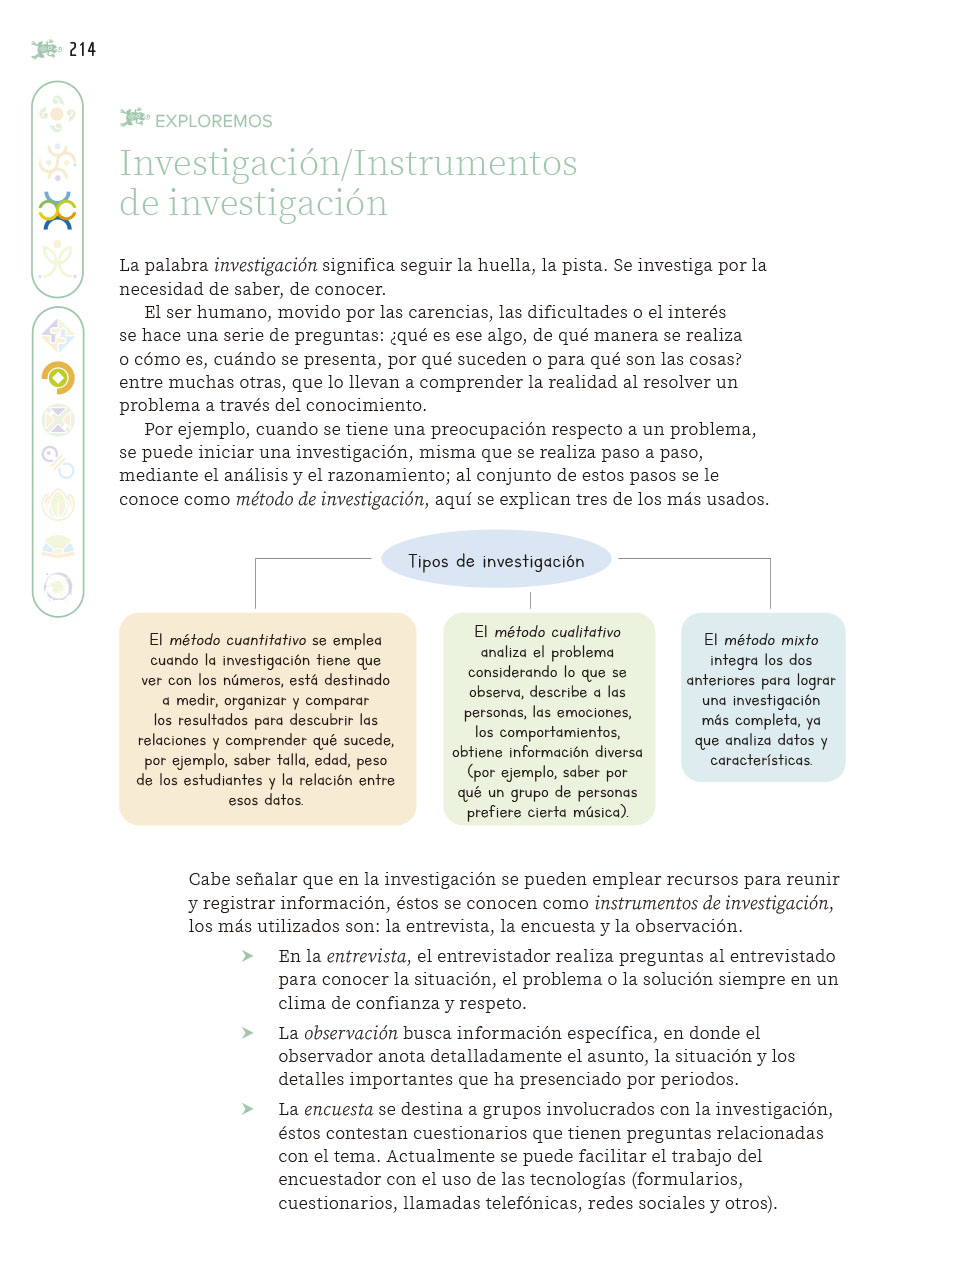 214
EXPLOREMOS
Investigación/Instrumentos
de investigación
La palabra investigación significa seguir la huella, la pista. Se investiga por la
necesidad de saber, de conocer.
El ser humano, movido por las carencias, las dificultades o el interés
se hace una serie de preguntas: ¿qué es ese algo, de qué manera se realiza
o cómo es, cuándo se presenta, por qué suceden o para qué son las cosas?
entre muchas otras, que lo llevan a comprender la realidad al resolver un
problema a través del conocimiento.
Por ejemplo, cuando se tiene una preocupación respecto a un problema,
se puede iniciar una investigación, misma que se realiza paso a paso,
mediante el análisis y el razonamiento; al conjunto de estos pasos se le
conoce como método de investigación, aquí se explican tres de los más usados.
Tipos de investigación
El método cuantitativo se emplea
cuando la investigación tiene que
ver con los números, está destinado
a medir, organizar y comparar
los resultados para descubrir las
relaciones y comprender qué sucede,
por ejemplo, saber talla, edad, peso
de los estudiantes y la relación entre
esos datos.
El método cualitativo
analiza el problema
considerando lo que se
observa, describe a las
personas, las emociones,
los comportamientos,
obtiene información diversa
(por ejemplo, saber por
qué un grupo de personas
prefiere cierta música).
El método mixto
integra los dos
anteriores para lograr
una investigación
más completa, ya
que analiza datos y
características.
Cabe señalar que en la investigación se pueden emplear recursos para reunir
y registrar información, éstos se conocen como instrumentos de investigación,
los más utilizados son: la entrevista, la encuesta y la observación.
➤ En la entrevista, el entrevistador realiza preguntas al entrevistado
para conocer la situación, el problema o la solución siempre en un
clima de confianza y respeto.
➤ La observación busca información específica, en donde el
observador anota detalladamente el asunto, la situación y los
detalles importantes que ha presenciado por periodos.
➤ La encuesta se destina a grupos involucrados con la investigación,
éstos contestan cuestionarios que tienen preguntas relacionadas
con el tema. Actualmente se puede facilitar el trabajo del
encuestador con el uso de las tecnologías (formularios,
cuestionarios, llamadas telefónicas, redes sociales y otros).